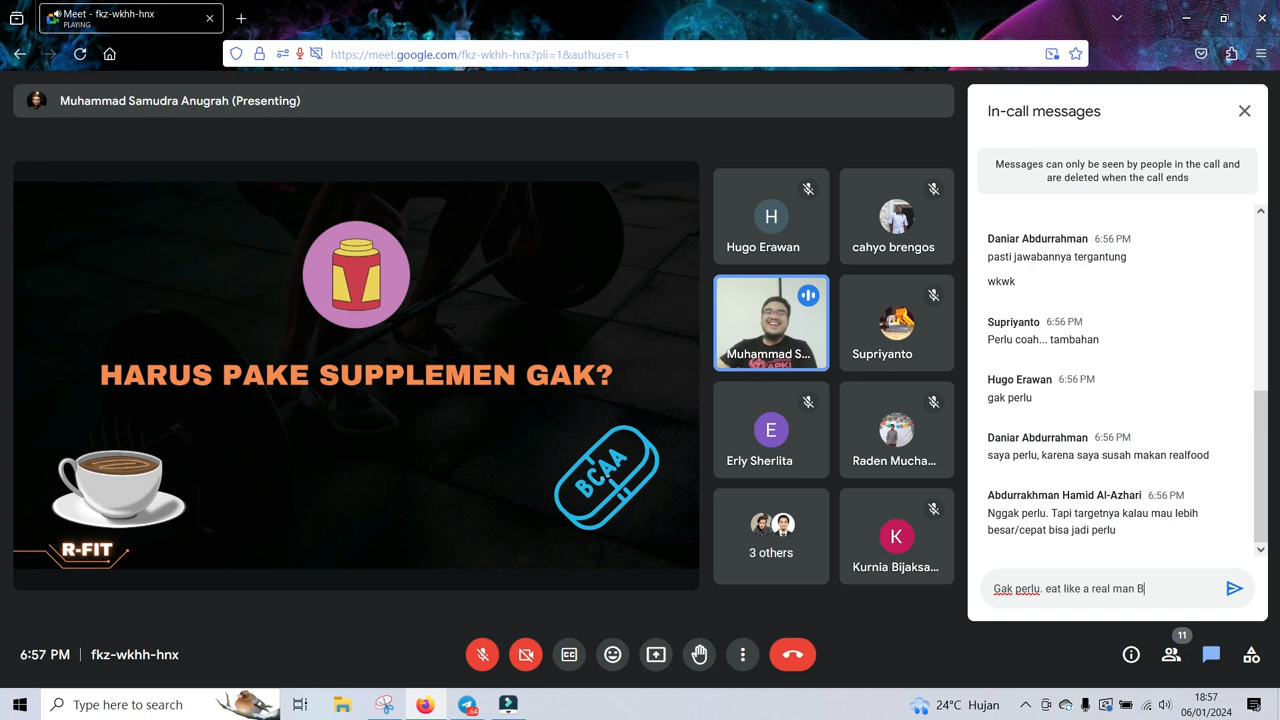 Meet - fkz-wkhh-hnx
PLAYING
https://meet.google.com/fkz-wkhh-hnx?pli=1&authuser=1
Muhammad Samudra Anugrah (Presenting)
HARUS PAKE SUPPLEMEN GAK?
BCAA
R-FIT
H
Hugo Erawan
cahyo brengos
Muhammad S...
Supriyanto
E
Erly Sherlita
Raden Mucha...
3 others
K
Kurnia Bijaksa...
In-call messages
Messages can only be seen by people in the call and
are deleted when the call ends
Daniar Abdurrahman 6:56 PM
pasti jawabannya tergantung
wkwk
Supriyanto 6:56 PM
Perlu coah... tambahan
Hugo Erawan 6:56 PM
gak perlu
Daniar Abdurrahman 6:56 PM
saya perlu, karena saya susah makan realfood
Abdurrakhman Hamid Al-Azhari 6:56 PM
Nggak perlu. Tapi targetnya kalau mau lebih
besar/cepat bisa jadi perlu
Gak perlu. eat like a real man B
6:57 PM | fkz-wkhh-hnx
11
Type here to search
64
24°C Hujan
18:57
06/01/2024